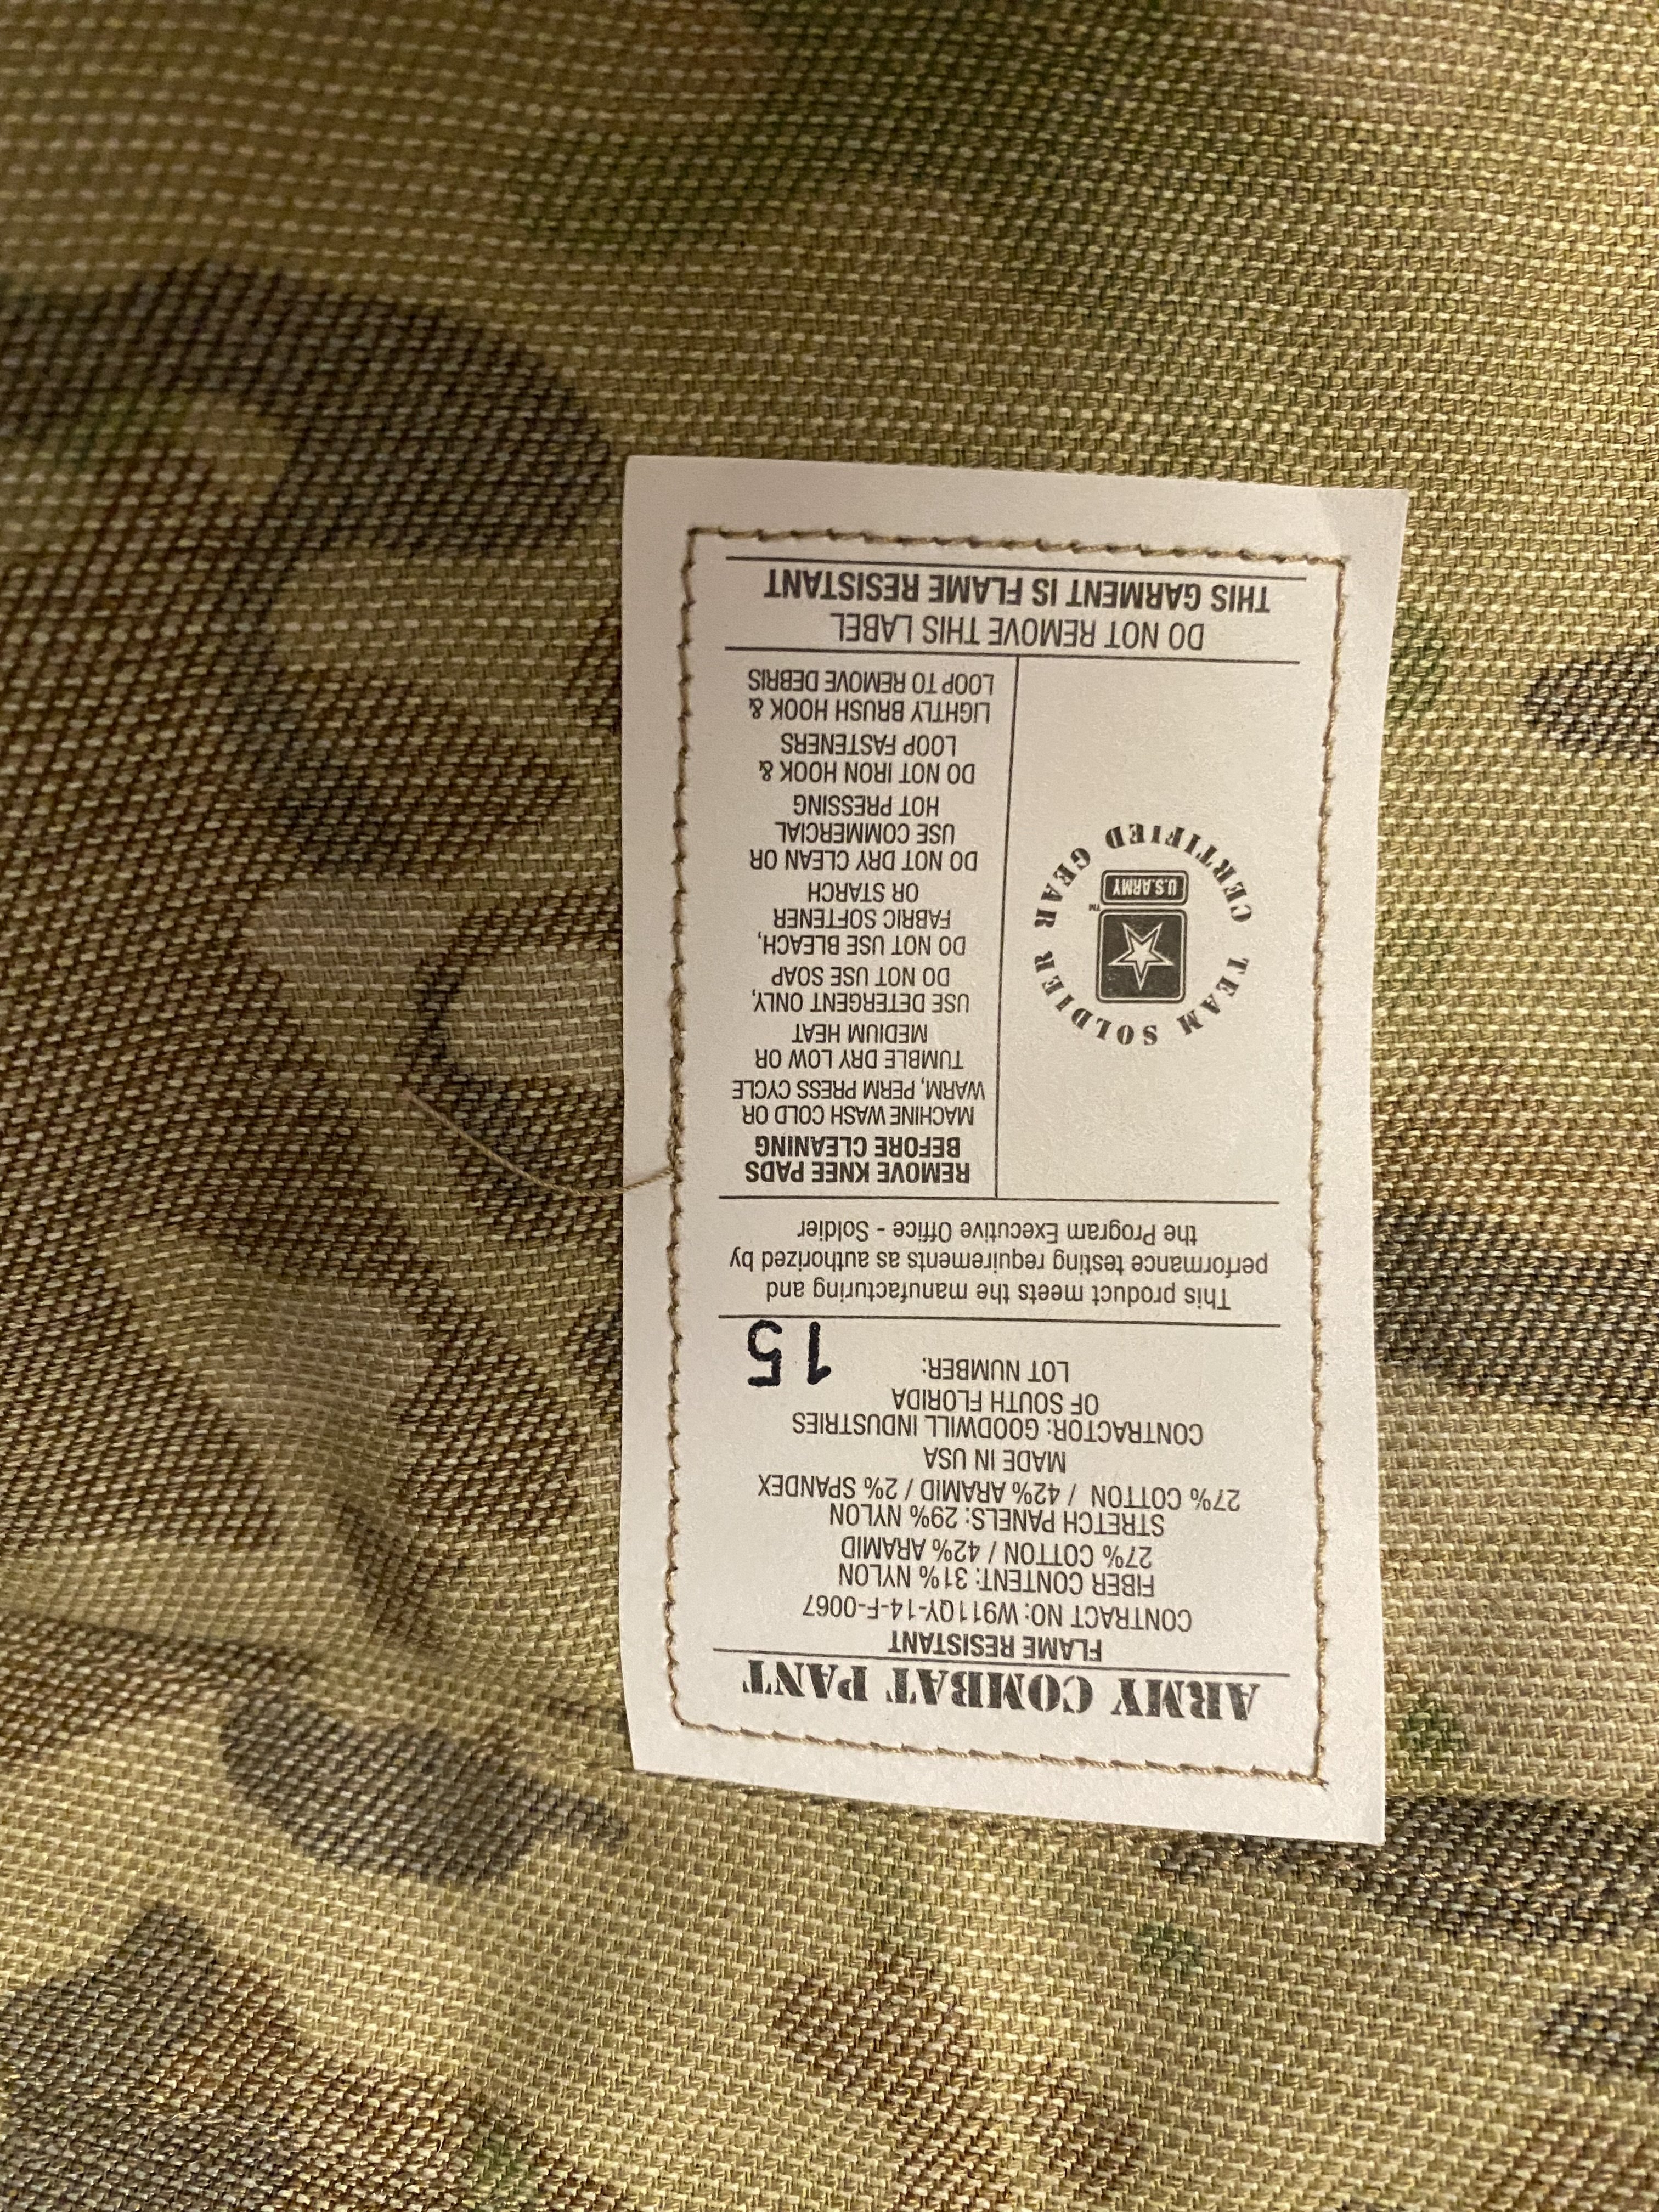 ARMY COMBAT PANT
FLAME RESISTANT
CONTRACT NO: W911QY-14-F-0067
FIBER CONTENT: 31% NYLON
27% COTTON / 42% ARAMID
STRETCH PANELS: 29% NYLON
27% COTTON / 42% ARAMID / 2% SPANDEX
MADE IN USA
CONTRACTOR: GOODWILL INDUSTRIES
OF SOUTH FLORIDA
LOT NUMBER: 15
This product meets the manufacturing and
performance testing requirements as authorized by
the Program Executive Office - Soldier
TEAM SOLDIER
U.S.ARMY
TM
CERTIFIED GEAR
REMOVE KNEE PADS
BEFORE CLEANING
MACHINE WASH COLD OR
WARM, PERM PRESS CYCLE
TUMBLE DRY LOW OR
MEDIUM HEAT
USE DETERGENT ONLY,
DO NOT USE SOAP
DO NOT USE BLEACH,
FABRIC SOFTENER
OR STARCH
DO NOT DRY CLEAN OR
USE COMMERCIAL
HOT PRESSING
DO NOT IRON HOOK &
LOOP FASTENERS
LIGHTLY BRUSH HOOK &
LOOP TO REMOVE DEBRIS
DO NOT REMOVE THIS LABEL
THIS GARMENT IS FLAME RESISTANT